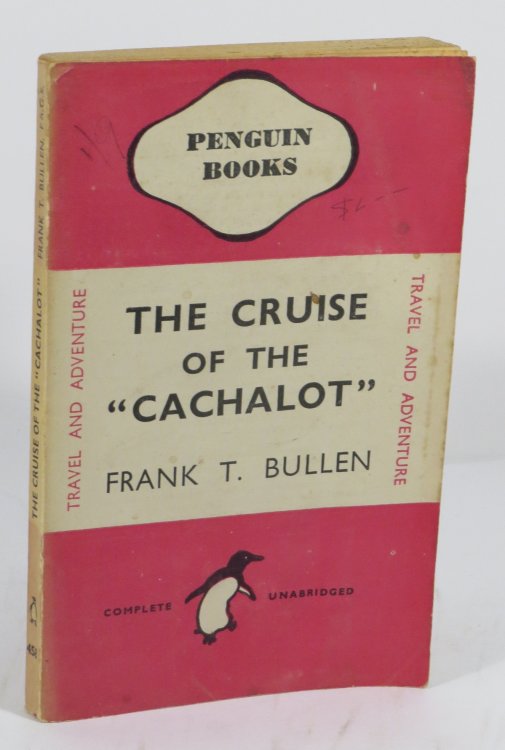 PENGUIN
BOOKS
THE CRUISE
OF THE
"CACHALOT"
FRANK T. BULLEN
TRAVEL AND ADVENTURE
TRAVEL AND ADVENTURE
COMPLETE UNABRIDGED
THE CRUISE OF THE "CACHALOT" FRANK T. BULLEN, F.R.G.S.